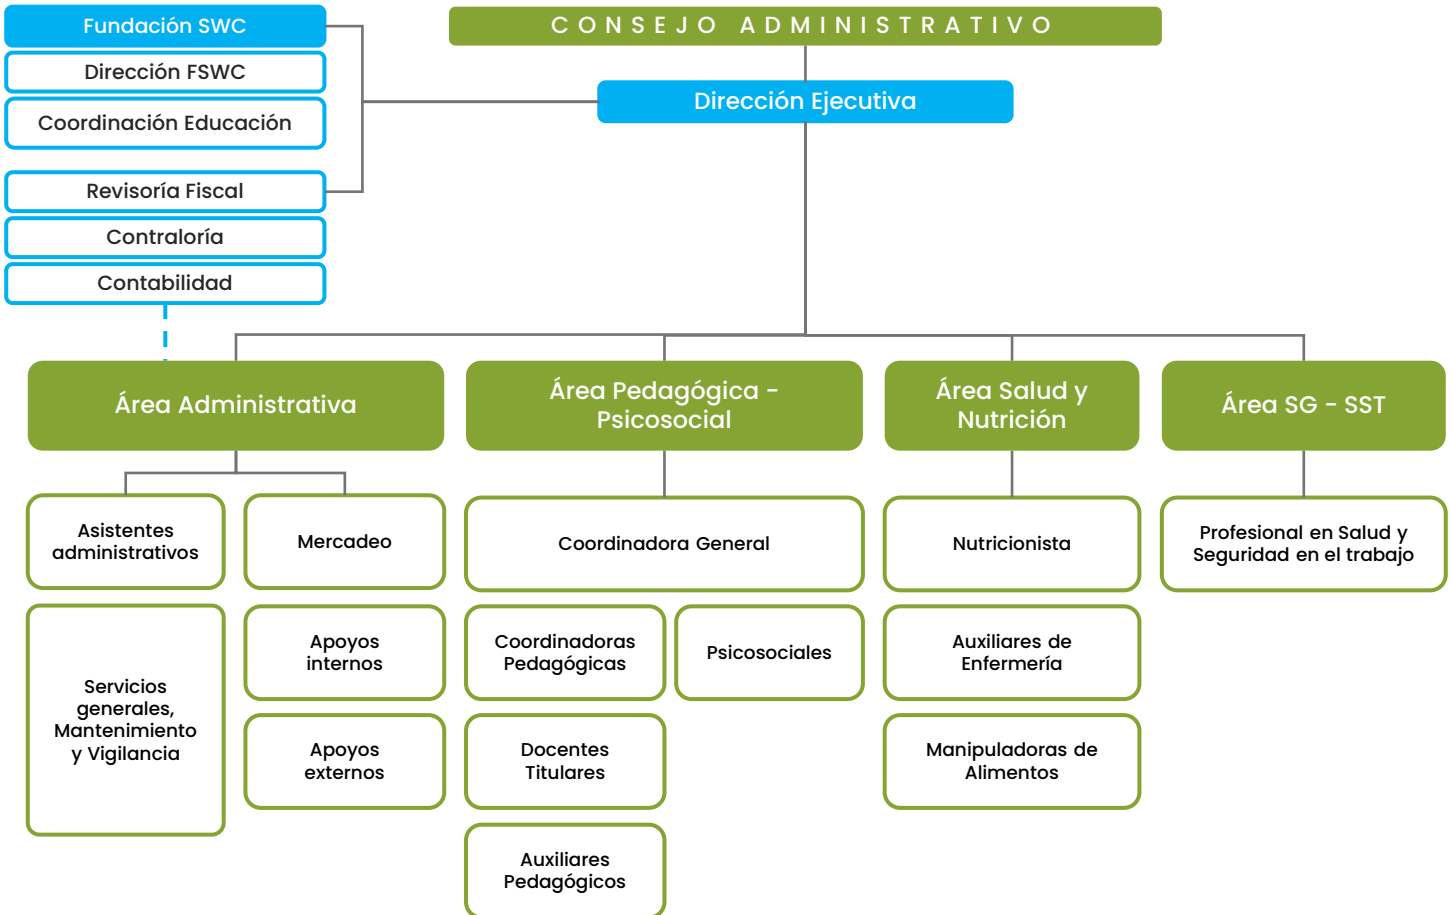 Fundación SWC
CONSEJO ADMINISTRATIVO
Dirección FSWC
Dirección Ejecutiva
Coordinación Educación
Revisoría Fiscal
Contraloría
Contabilidad
Área Administrativa
Área Pedagógica -
Psicosocial
Área Salud y
Nutrición
Área SG - SST
Asistentes
administrativos
Mercadeo
Coordinadora General
Nutricionista
Profesional en Salud y
Seguridad en el trabajo
Servicios
generales,
Mantenimiento
y Vigilancia
Apoyos
internos
Coordinadoras
Pedagógicas
Psicosociales
Auxiliares de
Enfermería
Apoyos
externos
Docentes
Titulares
Manipuladoras de
Alimentos
Auxiliares
Pedagógicos